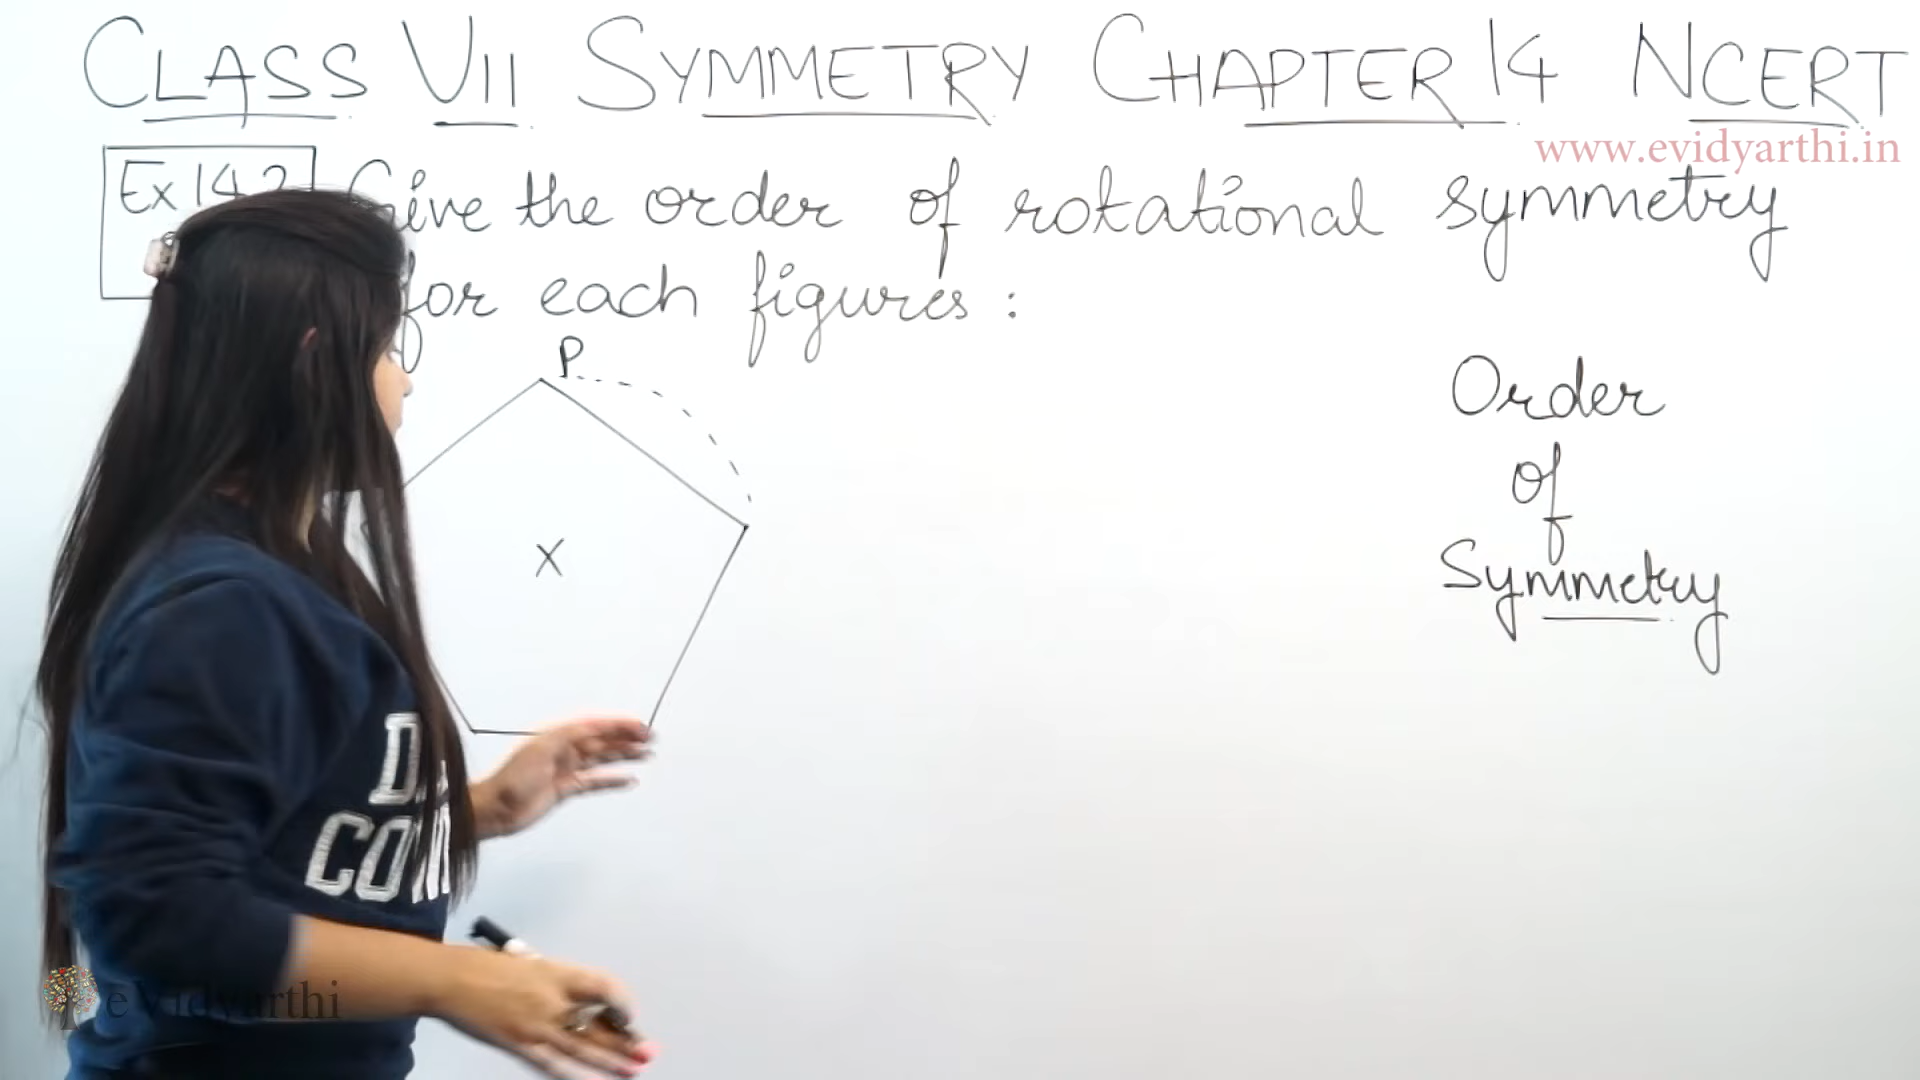 CLASS VII SYMMETRY CHAPTER 14 NCERT
www.evidyarthi.in
Ex 14.2 Give the order of rotational symmetry
for each figures :
P
Order
of
Symmetry
X
eVidyarthi